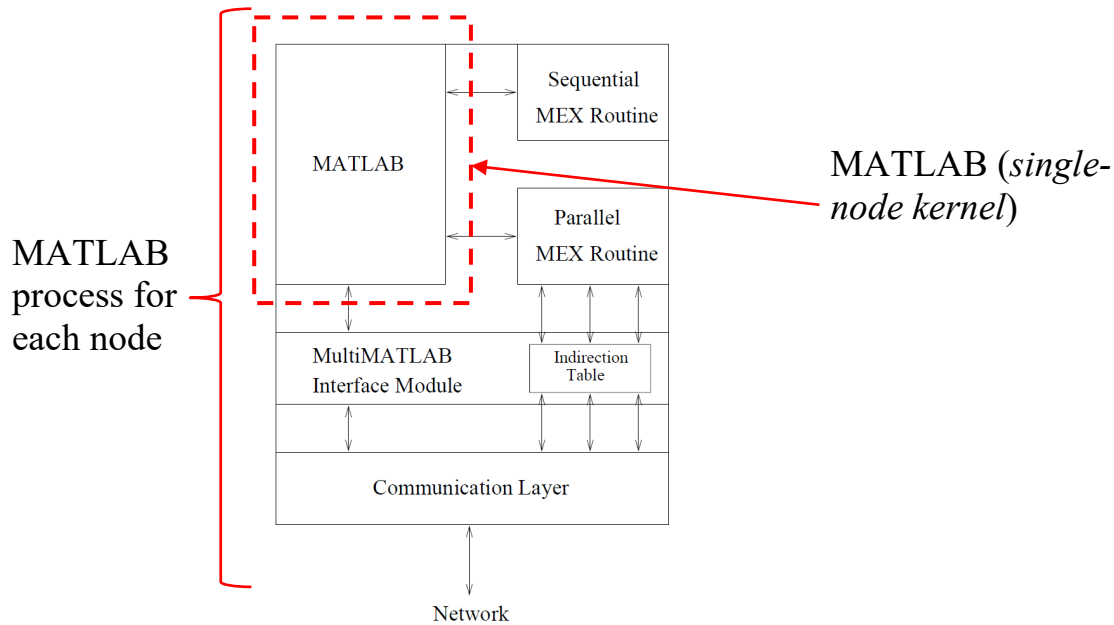 MATLAB
process for
each node
MATLAB
Sequential
MEX Routine
Parallel
MEX Routine
MATLAB (single-
node kernel)
MultiMATLAB
Interface Module
Indirection
Table
Communication Layer
Network